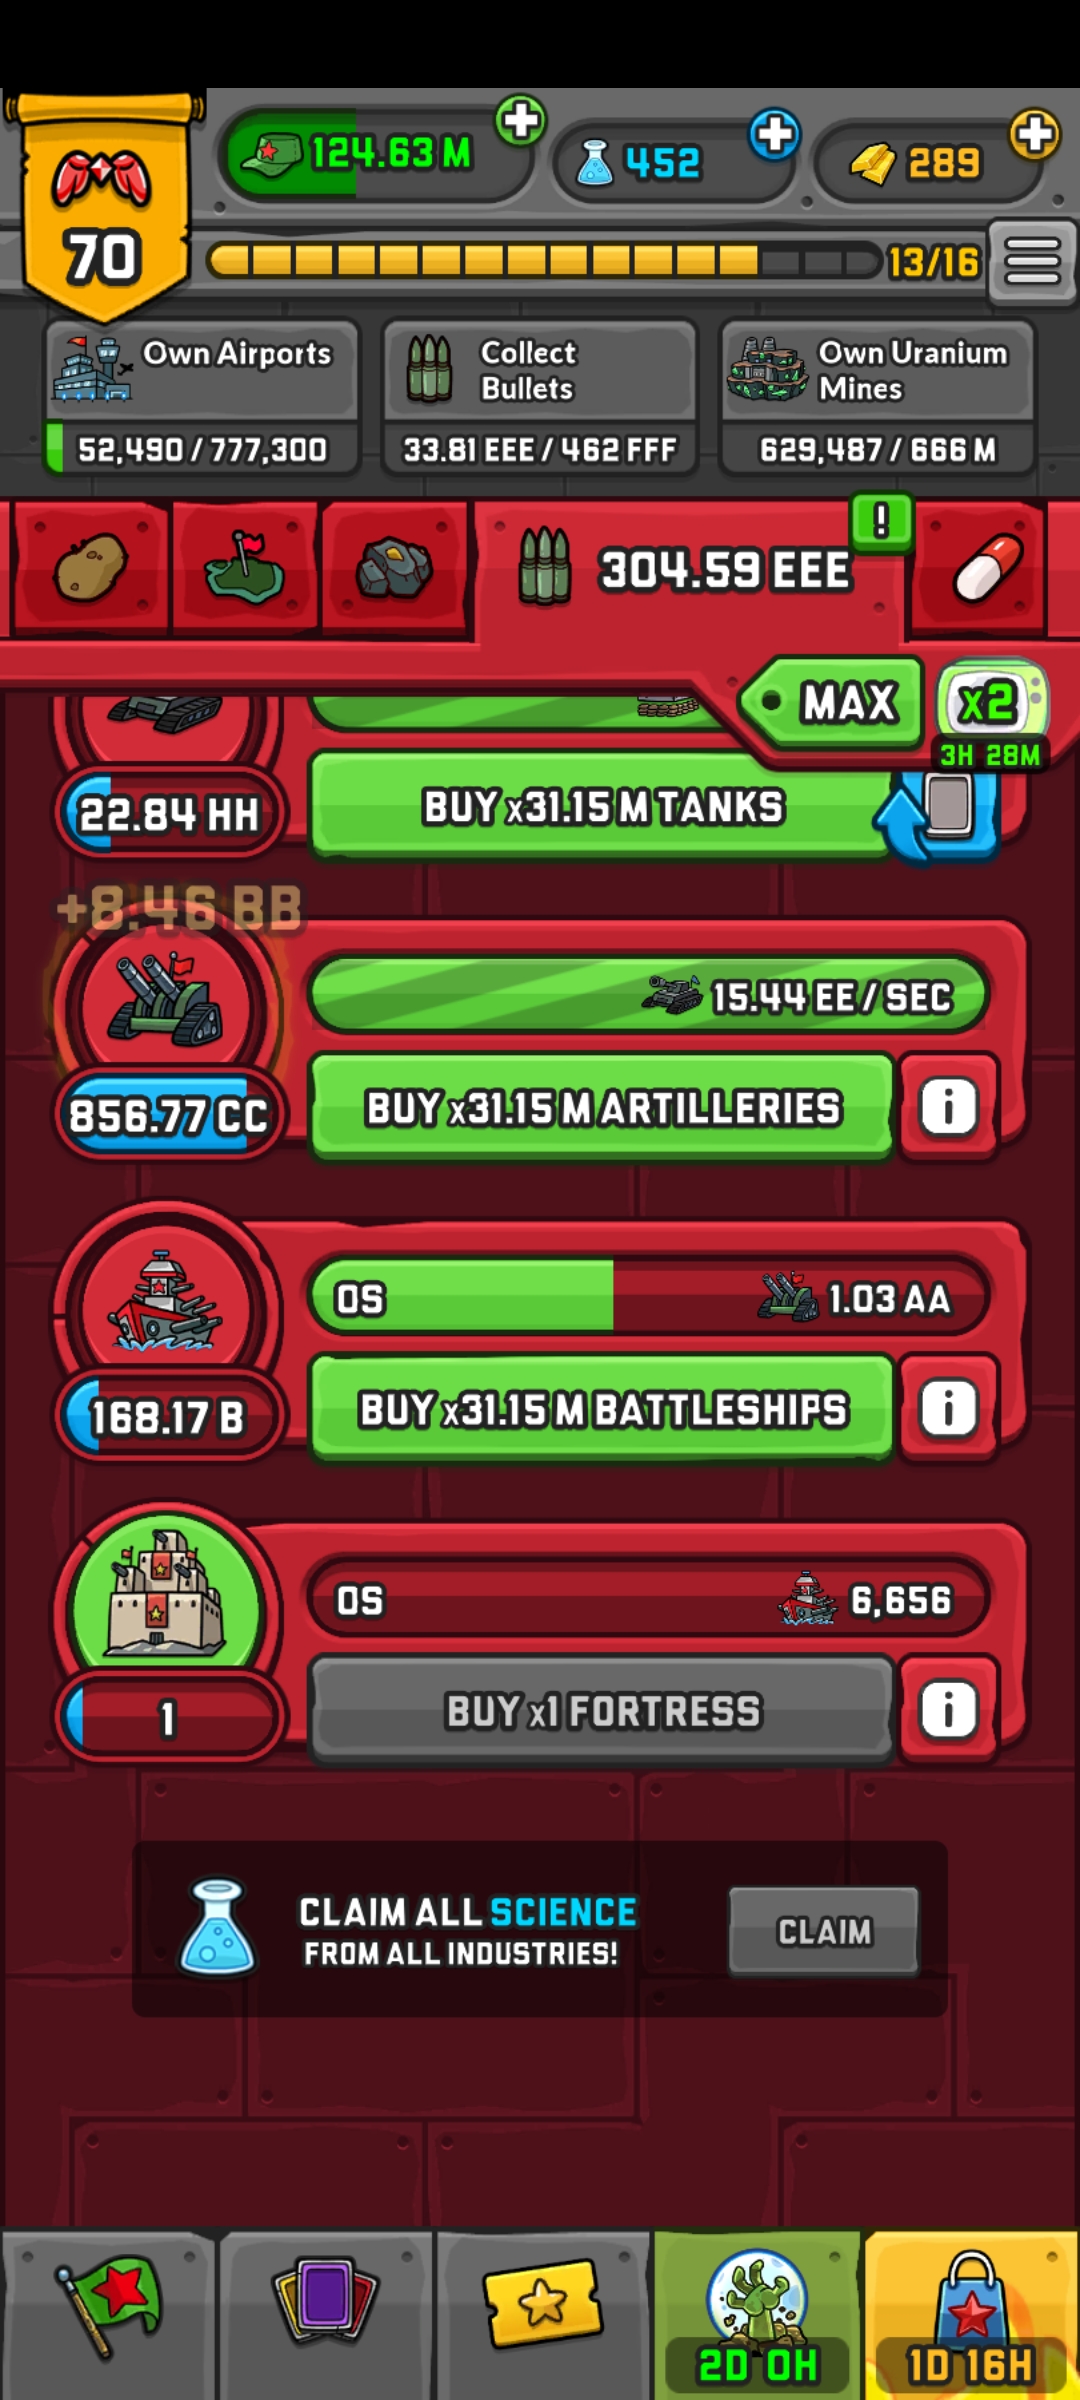 124.63 M
452
289
70
13/16
Own Airports
52,490 / 777,300
Collect
Bullets
33.81 EEE / 462 FFF
Own Uranium
Mines
629,487 / 666 M
304.59 EEE
!
MAX
x2
3H 28M
22.84 HH
BUY x31.15 M TANKS
+8.46 BB
15.44 EE / SEC
856.77 CC
BUY x31.15 M ARTILLERIES
i
0S
1.03 AA
168.17 B
BUY x31.15 M BATTLESHIPS
i
0S
6,656
1
BUY x1 FORTRESS
i
CLAIM ALL SCIENCE
FROM ALL INDUSTRIES!
CLAIM
2D 0H
1D 16H